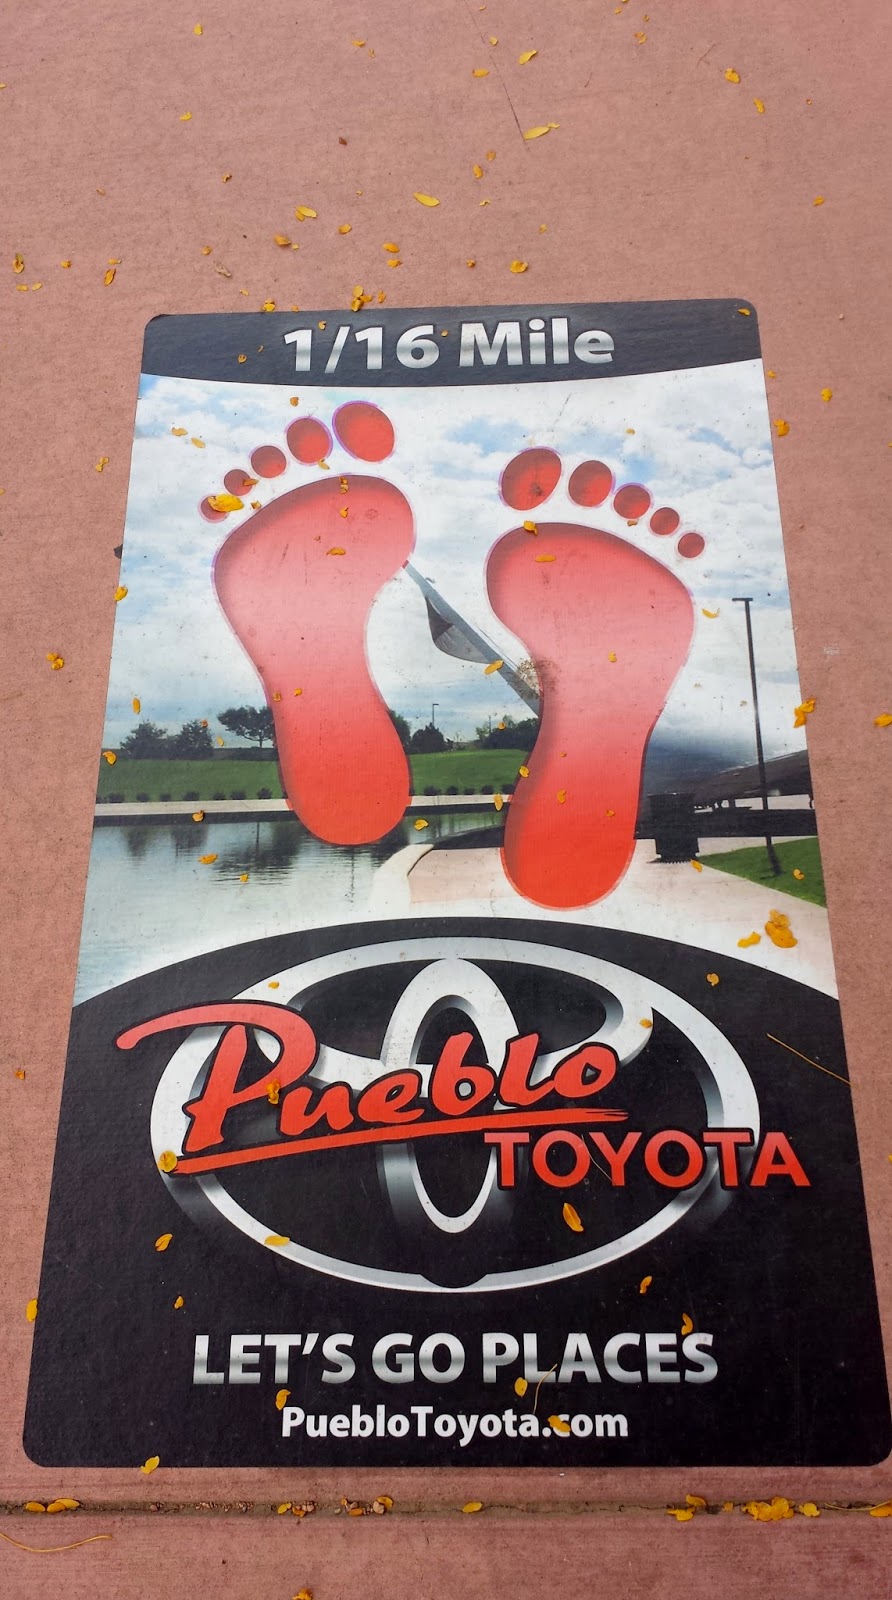 1/16 Mile
Pueblo
TOYOTA
LET'S GO PLACES
PuebloToyota.com